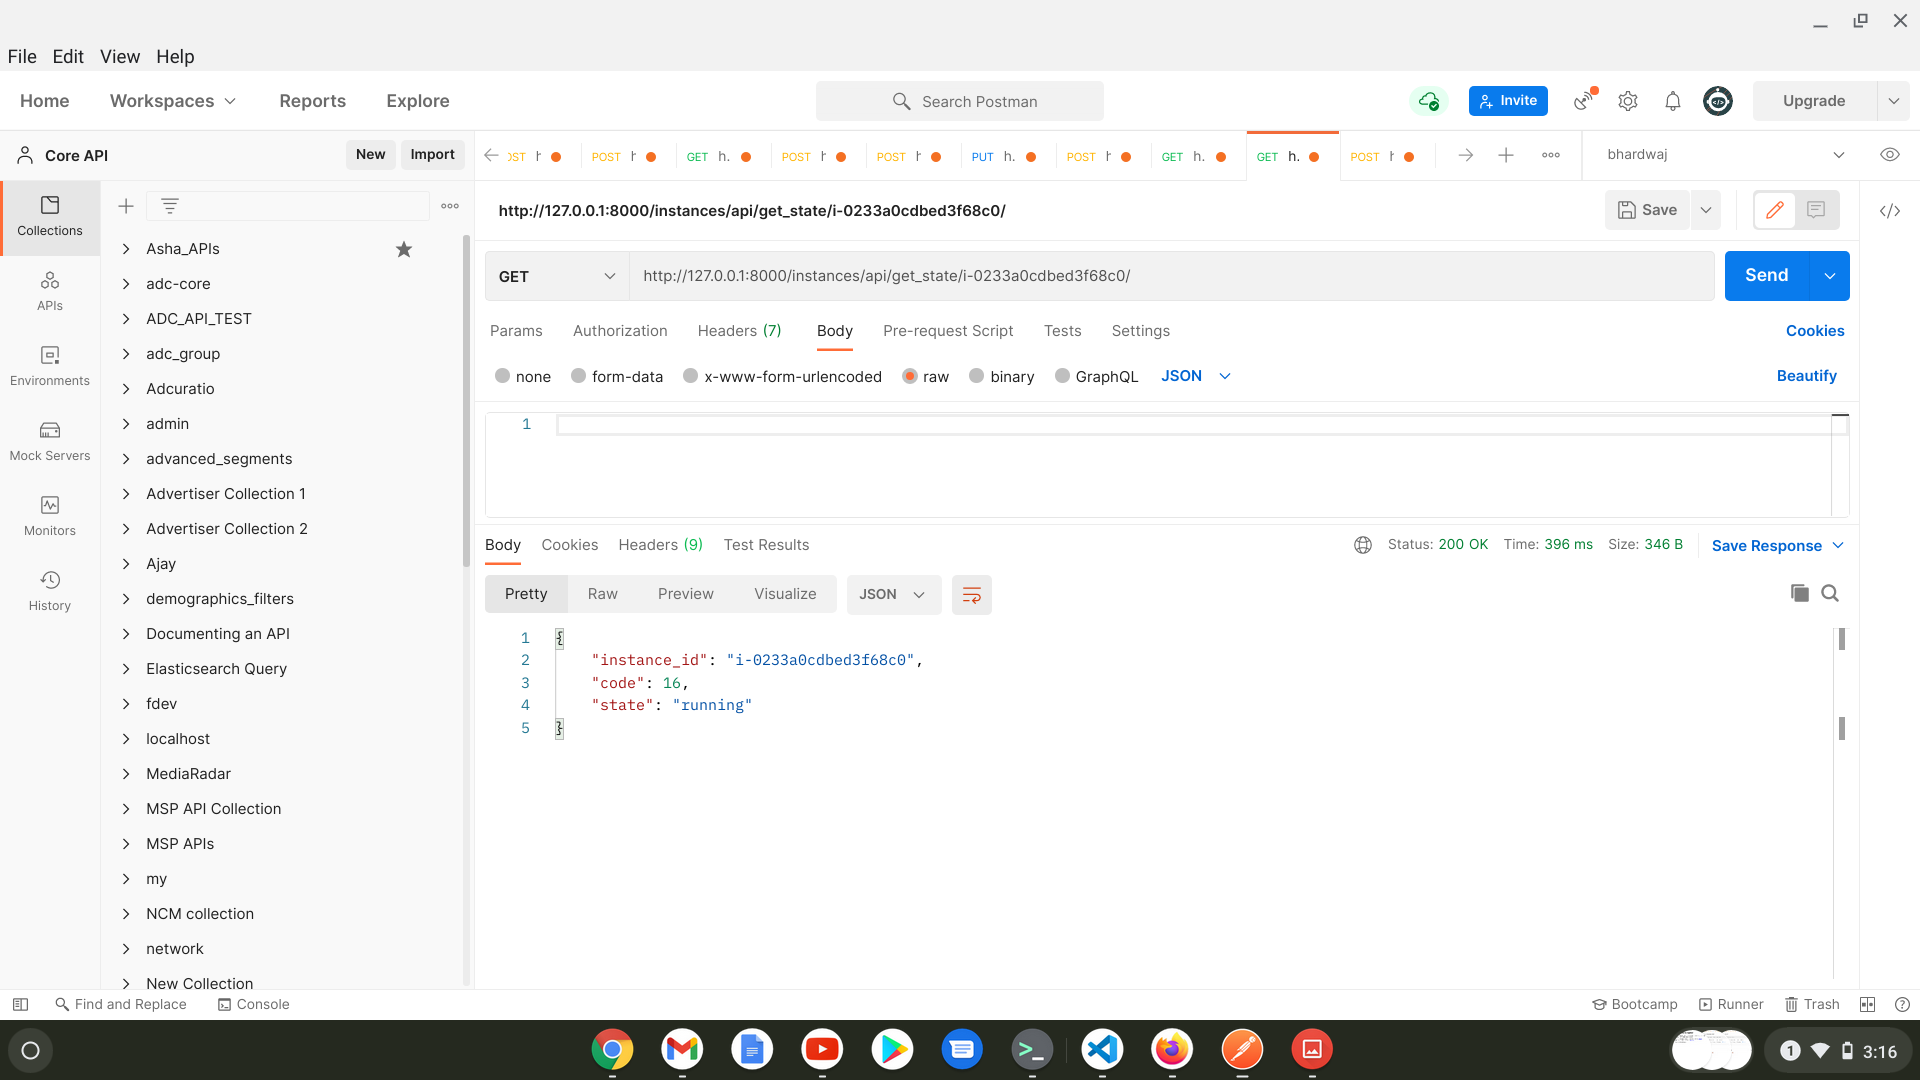 File Edit View Help
Home Workspaces Reports Explore Search Postman Invite Upgrade
Core API New Import
POST GET h. POST POST PUT h. POST GET h. GET h. POST bhardwaj
Collections
APIs
Environments
Mock Servers
Monitors
History
Asha_APIs
adc-core
ADC_API_TEST
adc_group
Adcuratio
admin
advanced_segments
Advertiser Collection 1
Advertiser Collection 2
Ajay
demographics_filters
Documenting an API
Elasticsearch Query
fdev
localhost
MediaRadar
MSP API Collection
MSP APIs
my
NCM collection
network
New Collection
http://127.0.0.1:8000/instances/api/get_state/i-0233a0cdbed3f68c0/ Save
GET http://127.0.0.1:8000/instances/api/get_state/i-0233a0cdbed3f68c0/ Send
Params Authorization Headers (7) Body Pre-request Script Tests Settings Cookies
none form-data x-www-form-urlencoded raw binary GraphQL JSON Beautify
1
Body Cookies Headers (9) Test Results Status: 200 OK Time: 396 ms Size: 346 B Save Response
Pretty Raw Preview Visualize JSON
1 {
2 "instance_id": "i-0233a0cdbed3f68c0",
3 "code": 16,
4 "state": "running"
5 }
Find and Replace Console Bootcamp Runner Trash
1 3:16